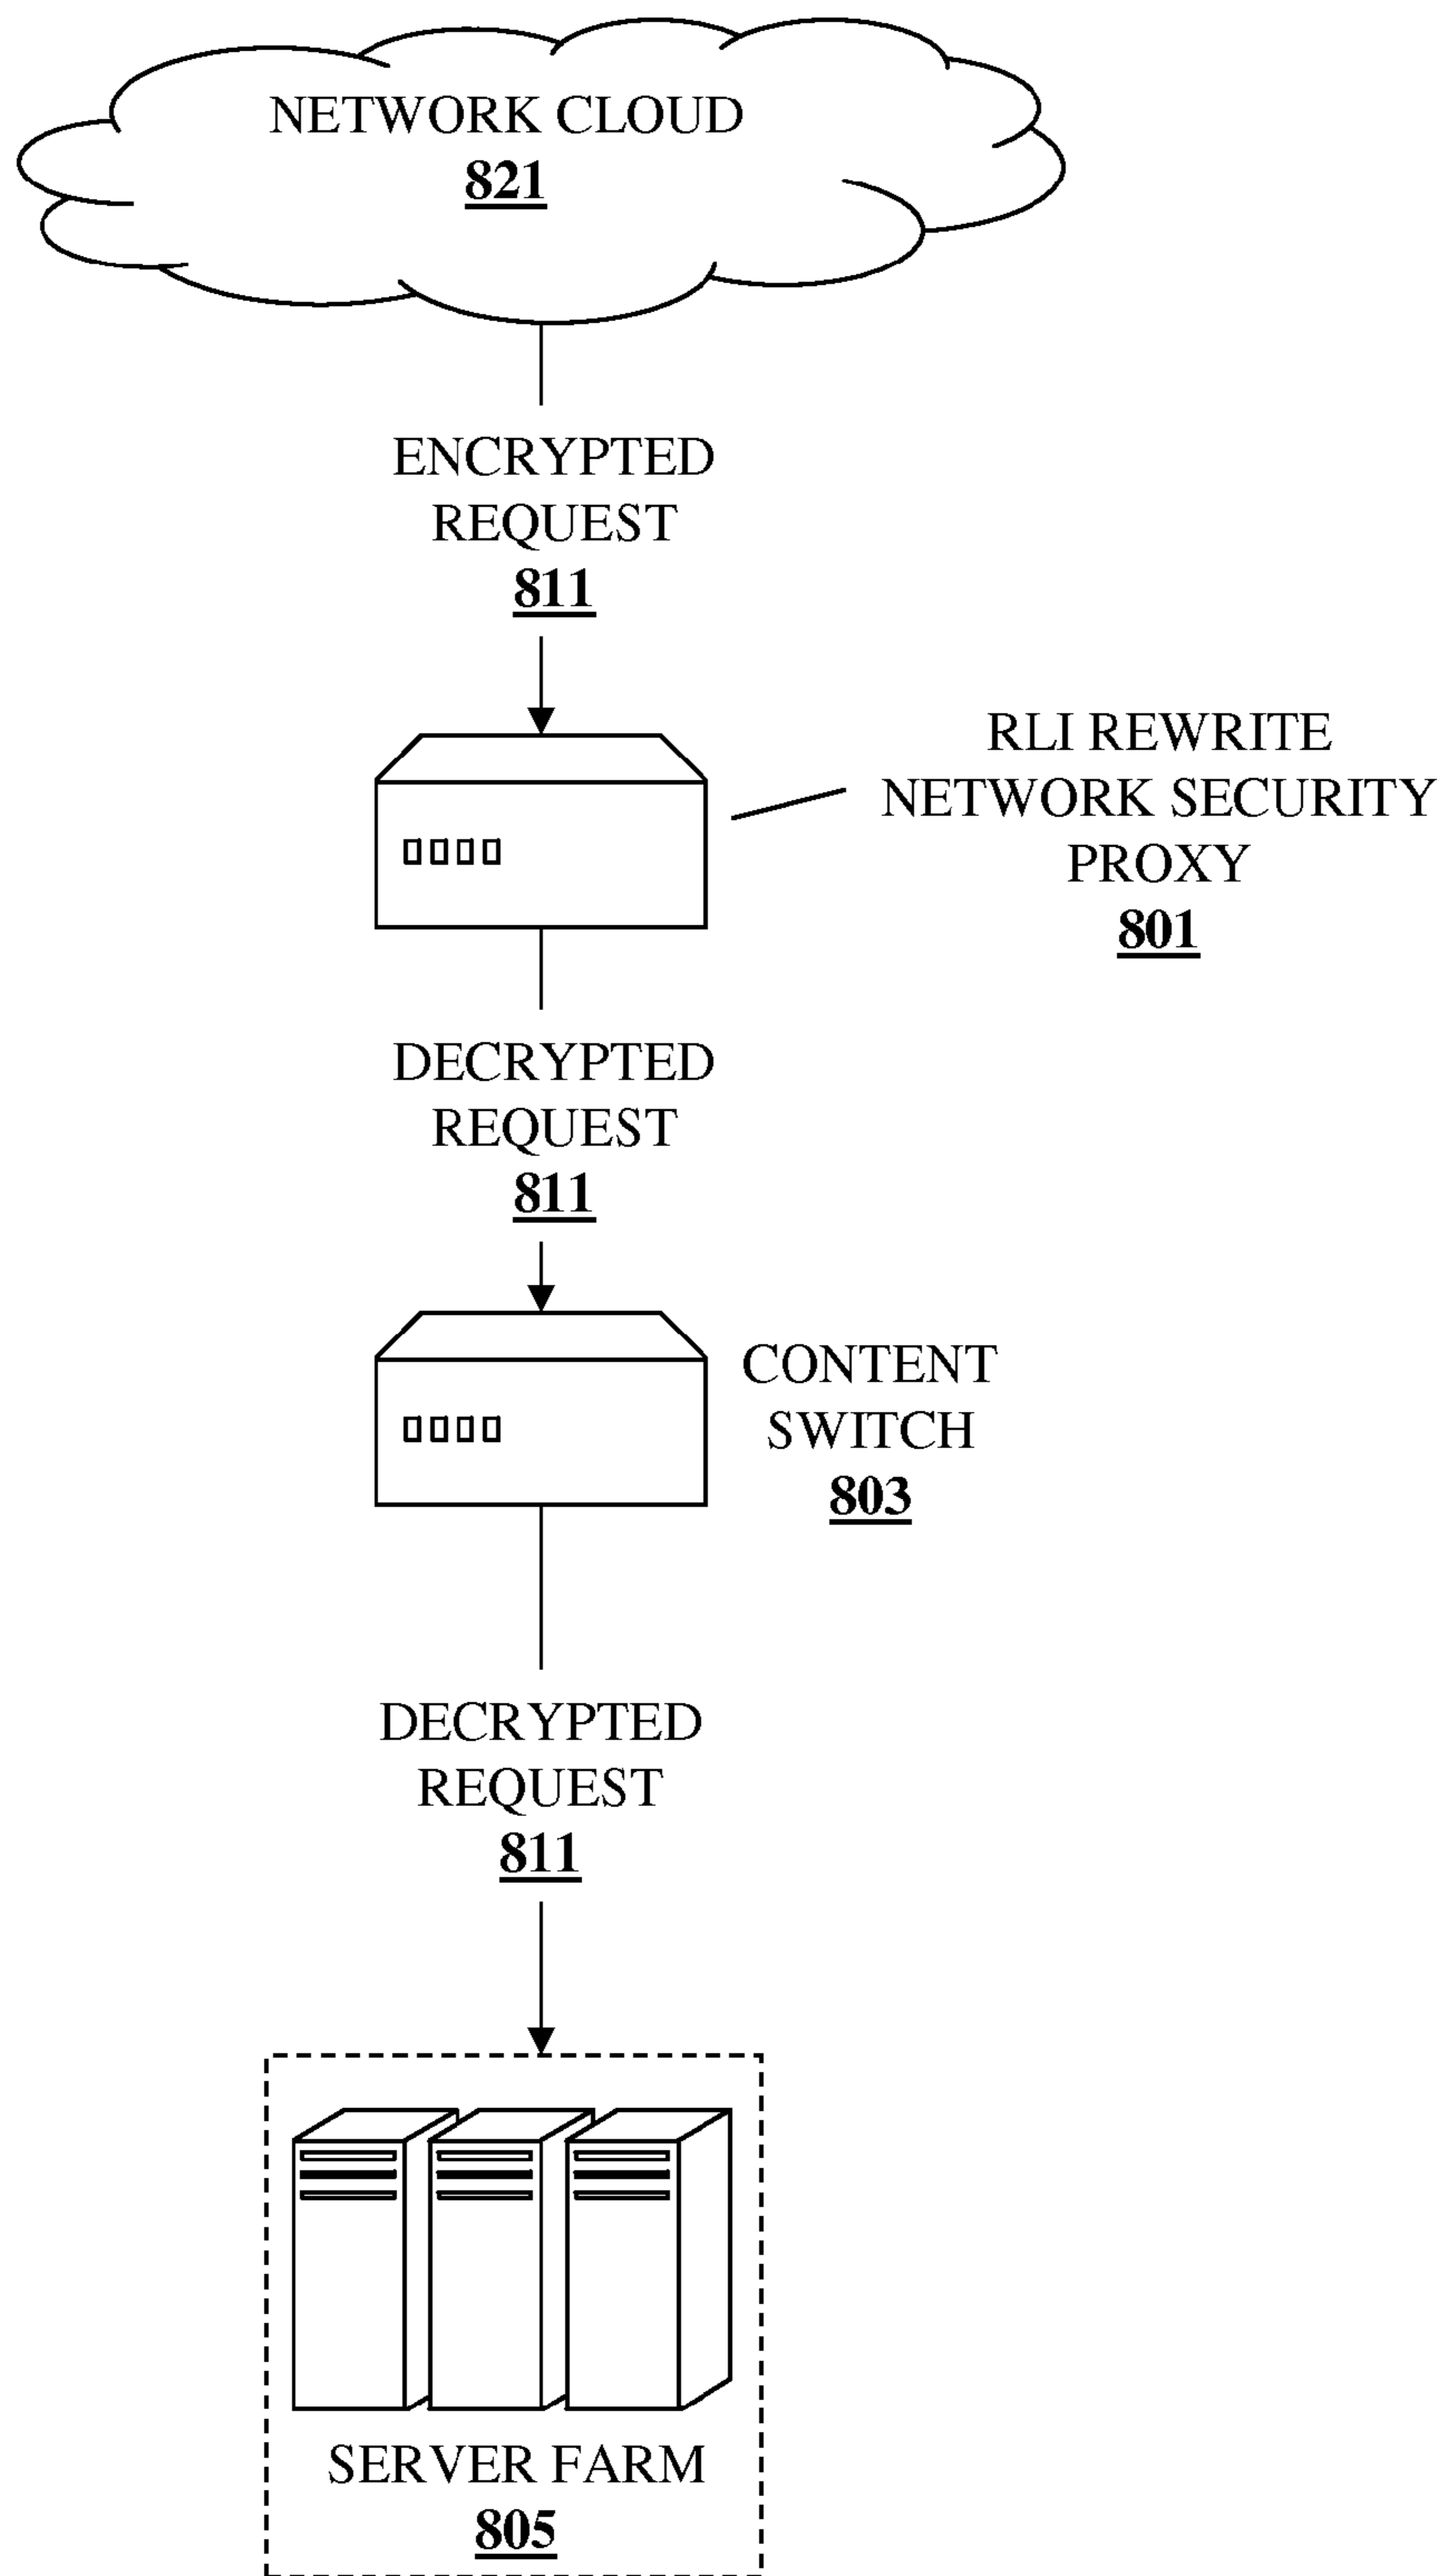 NETWORK CLOUD
821
ENCRYPTED
REQUEST
811
RLI REWRITE
NETWORK SECURITY
PROXY
801
DECRYPTED
REQUEST
811
CONTENT
SWITCH
803
DECRYPTED
REQUEST
811
SERVER FARM
805